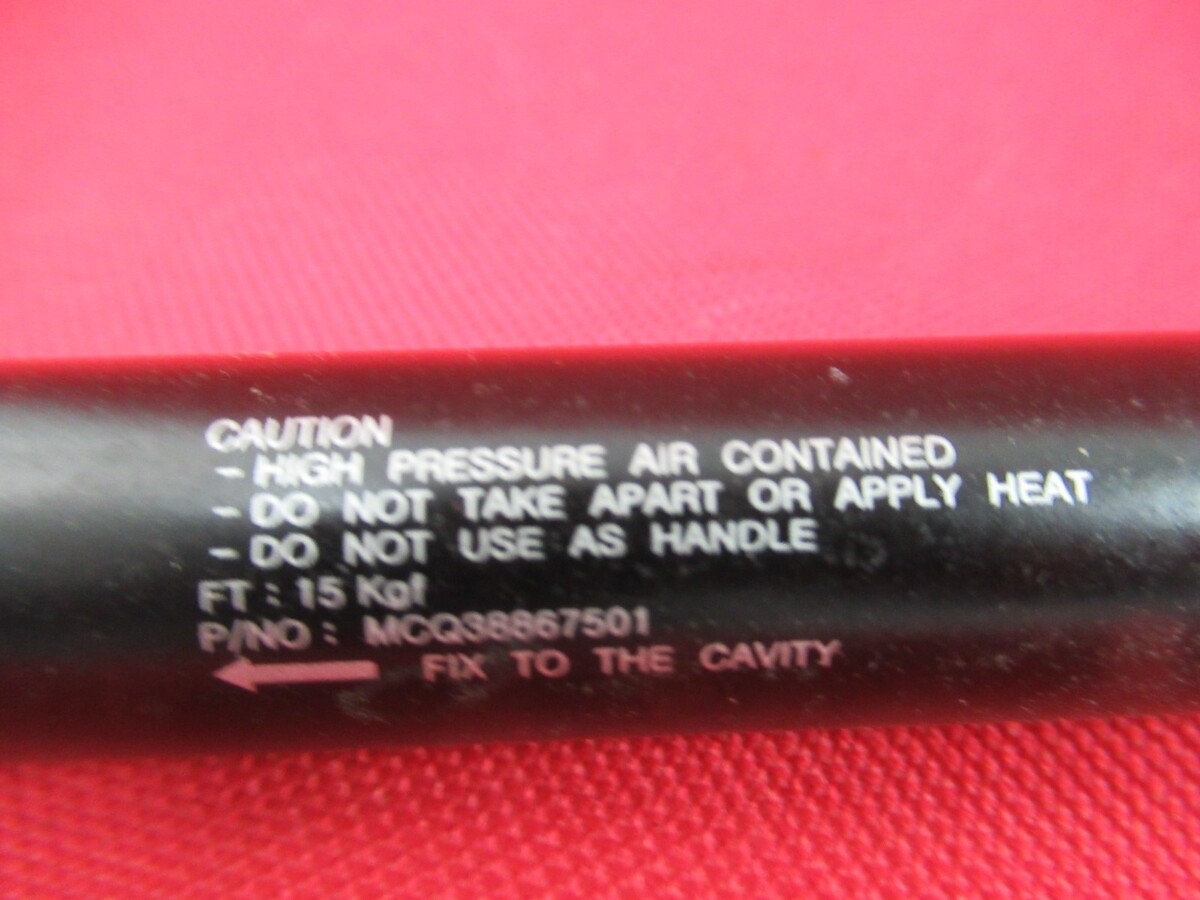 CAUTION
- HIGH PRESSURE AIR CONTAINED
- DO NOT TAKE APART OR APPLY HEAT
- DO NOT USE AS HANDLE
FT : 15 Kgf
P/NO : MCQ38867501
FIX TO THE CAVITY